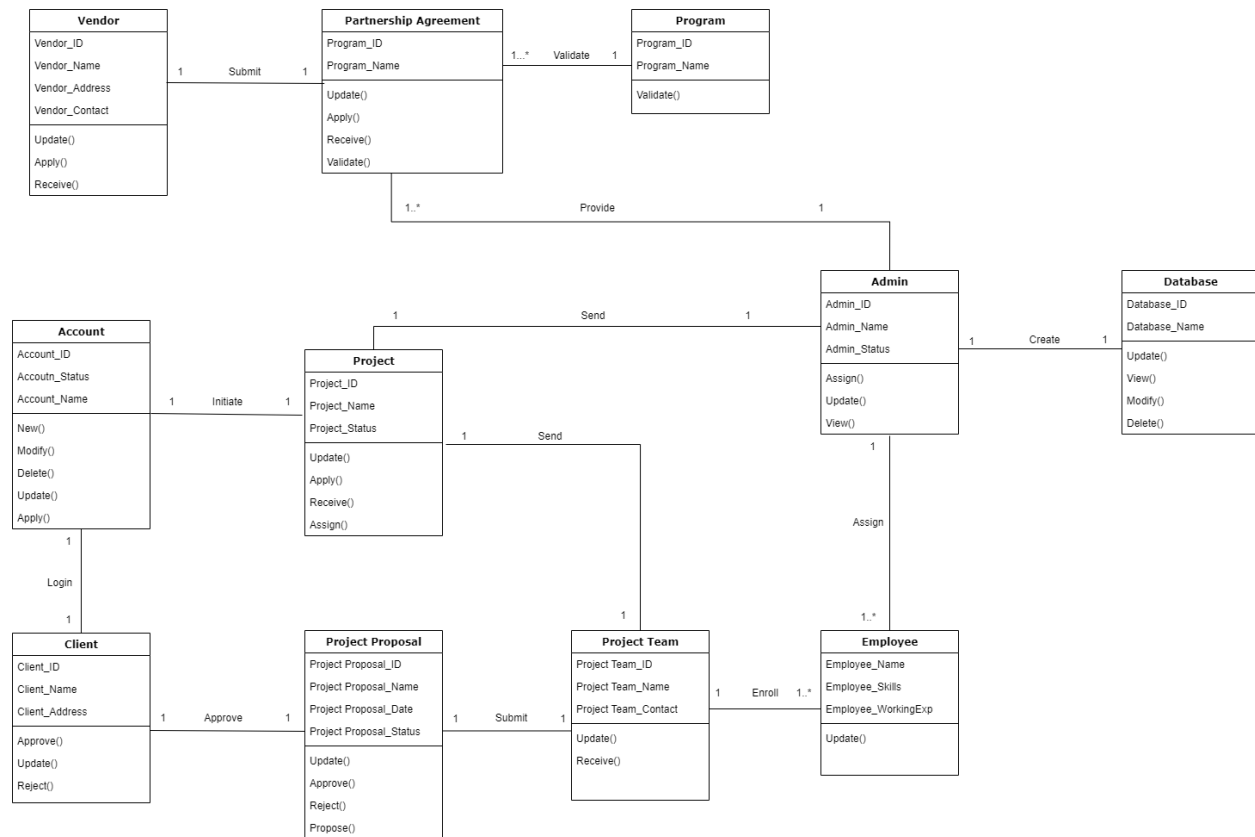 Vendor
Vendor_ID
Vendor_Name
Vendor_Address
Vendor_Contact
Update()
Apply()
Receive()
1 Submit 1
Partnership Agreement
Program_ID
Program_Name
Update()
Apply()
Receive()
Validate()
1...* Validate 1
Program
Program_ID
Program_Name
Validate()
1..* Provide 1
Admin
Admin_ID
Admin_Name
Admin_Status
Assign()
Update()
View()
1 Create 1
Database
Database_ID
Database_Name
Update()
View()
Modify()
Delete()
1 Send 1
Account
Account_ID
Accoutn_Status
Account_Name
New()
Modify()
Delete()
Update()
Apply()
1 Initiate 1
Project
Project_ID
Project_Name
Project_Status
Update()
Apply()
Receive()
Assign()
1 Send
1
1
Assign
1..*
1
Login
1
Client
Client_ID
Client_Name
Client_Address
Approve()
Update()
Reject()
1 Approve 1
Project Proposal
Project Proposal_ID
Project Proposal_Name
Project Proposal_Date
Project Proposal_Status
Update()
Approve()
Reject()
Propose()
1 Submit 1
Project Team
Project Team_ID
Project Team_Name
Project Team_Contact
Update()
Receive()
1 Enroll 1..*
Employee
Employee_Name
Employee_Skills
Employee_WorkingExp
Update()